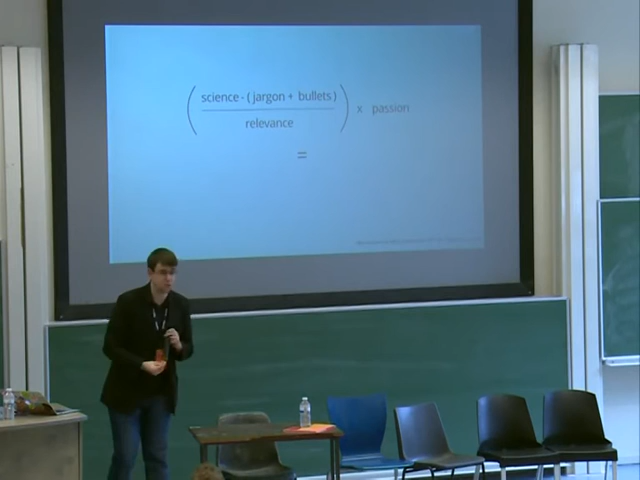 science - ( jargon + bullets )
relevance
x passion
=